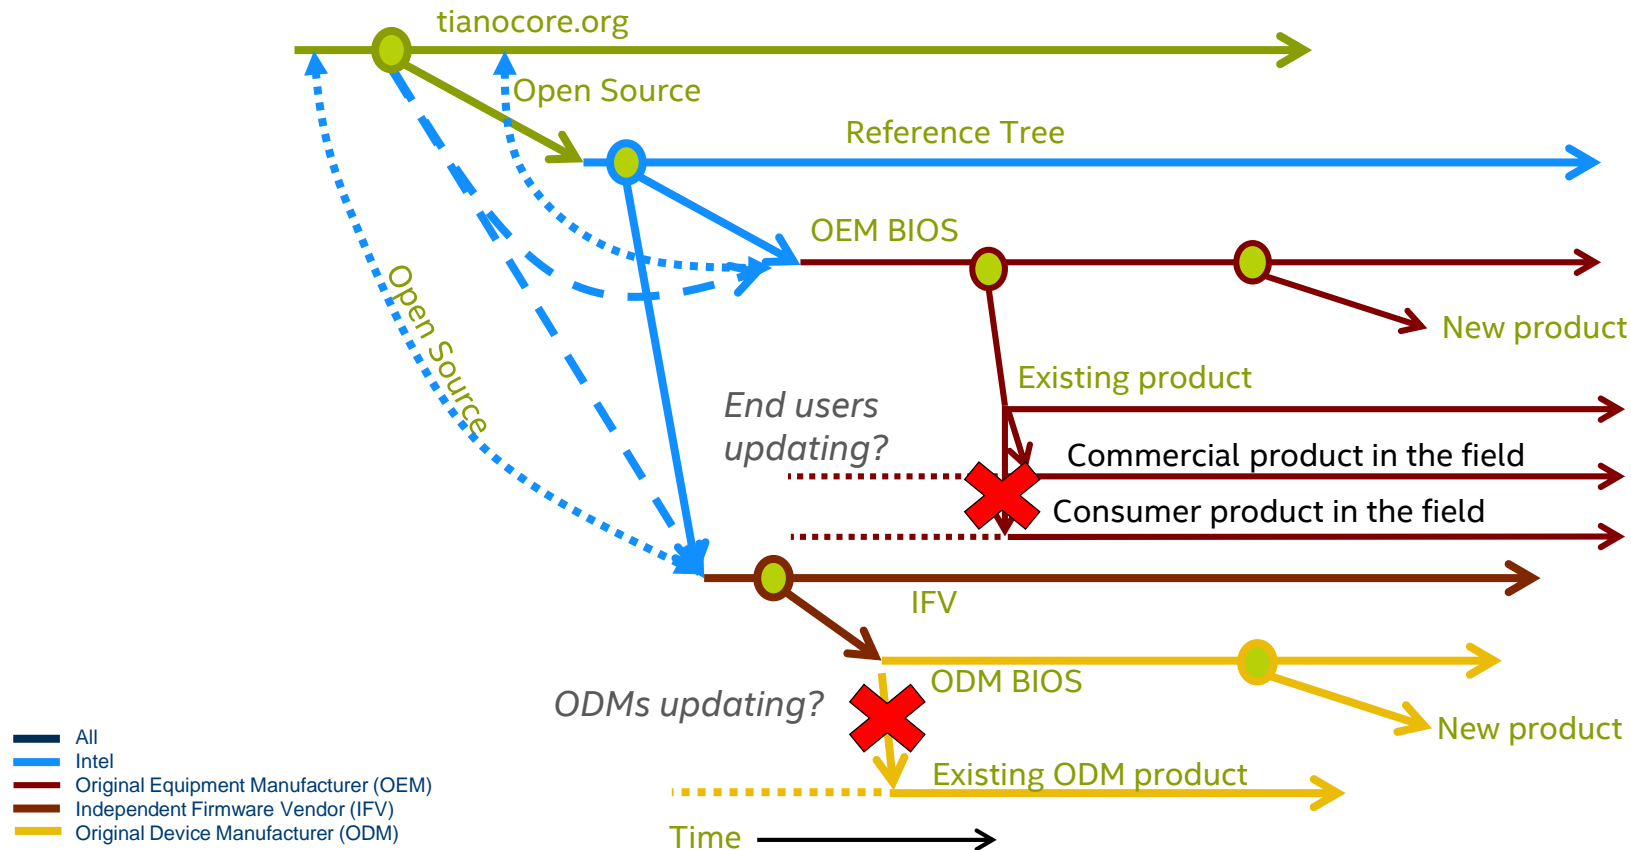 tianocore.org
Open Source
Reference Tree
OEM BIOS
Open Source
New product
Existing product
End users
updating?
Commercial product in the field
Consumer product in the field
IFV
ODM BIOS
ODMs updating?
New product
Existing ODM product
All
Intel
Original Equipment Manufacturer (OEM)
Independent Firmware Vendor (IFV)
Original Device Manufacturer (ODM)
Time